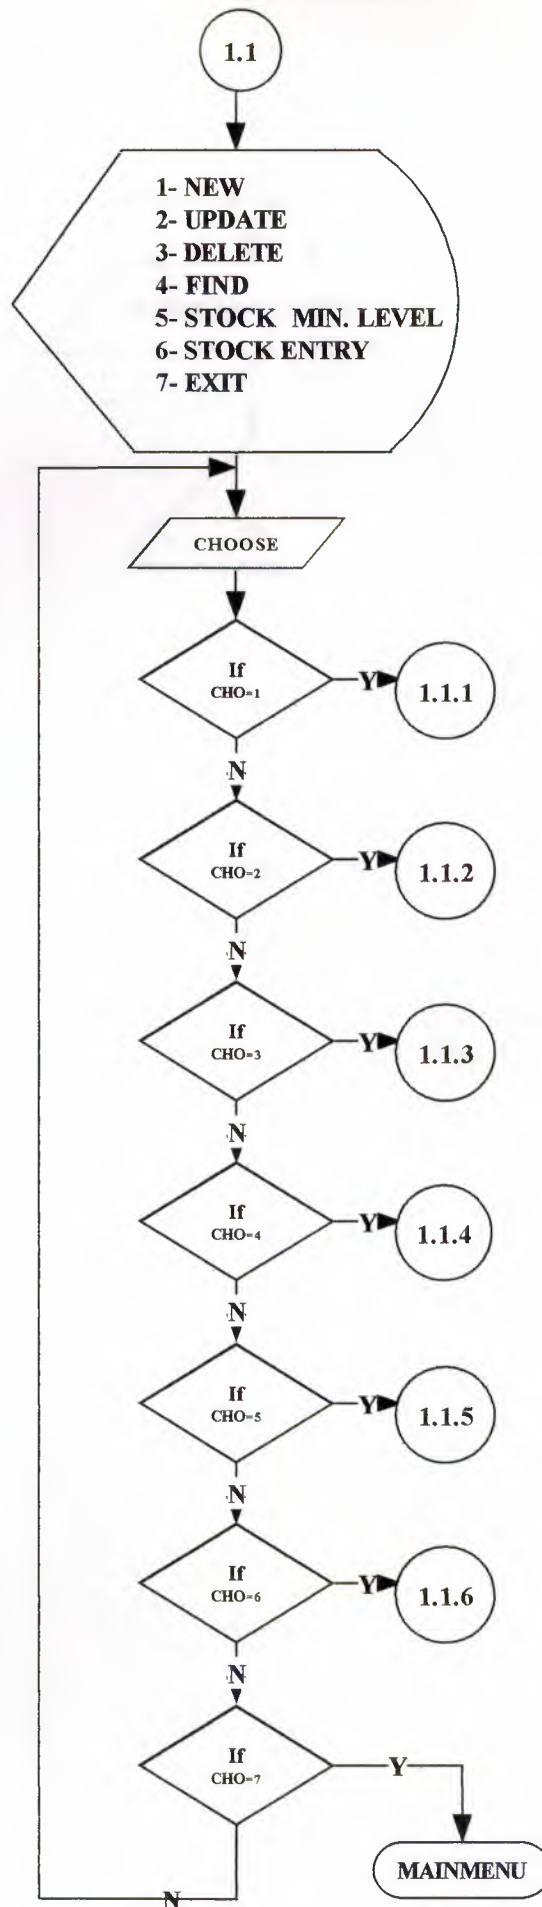 1.1
1- NEW
2- UPDATE
3- DELETE
4- FIND
5- STOCK MIN. LEVEL
6- STOCK ENTRY
7- EXIT
CHOOSE
If
CHO=1
Y
1.1.1
N
If
CHO=2
Y
1.1.2
N
If
CHO=3
Y
1.1.3
N
If
CHO=4
Y
1.1.4
N
If
CHO=5
Y
1.1.5
N
If
CHO=6
Y
1.1.6
N
If
CHO=7
Y
MAINMENU
N